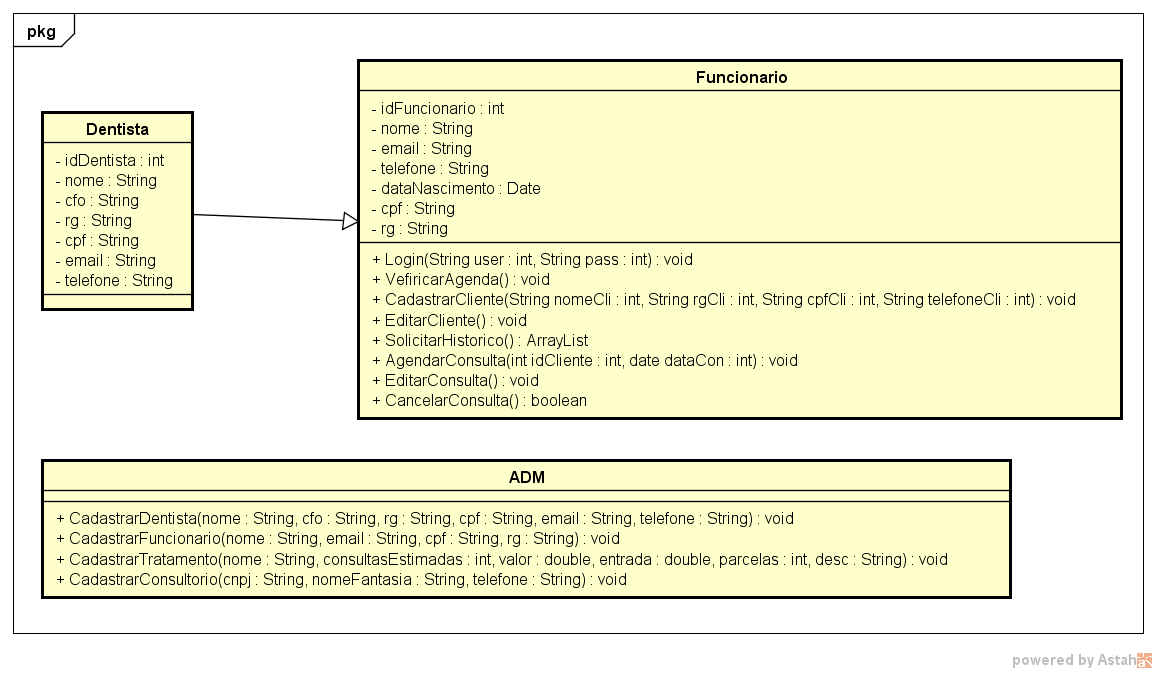 pkg
Dentista
- idDentista : int
- nome : String
- cfo : String
- rg : String
- cpf : String
- email : String
- telefone : String
Funcionario
- idFuncionario : int
- nome : String
- email : String
- telefone : String
- dataNascimento : Date
- cpf : String
- rg : String
+ Login(String user : int, String pass : int) : void
+ VefiricarAgenda() : void
+ CadastrarCliente(String nomeCli : int, String rgCli : int, String cpfCli : int, String telefoneCli : int) : void
+ EditarCliente() : void
+ SolicitarHistorico() : ArrayList
+ AgendarConsulta(int idCliente : int, date dataCon : int) : void
+ EditarConsulta() : void
+ CancelarConsulta() : boolean
ADM
+ CadastrarDentista(nome : String, cfo : String, rg : String, cpf : String, email : String, telefone : String) : void
+ CadastrarFuncionario(nome : String, email : String, cpf : String, rg : String) : void
+ CadastrarTratamento(nome : String, consultasEstimadas : int, valor : double, entrada : double, parcelas : int, desc : String) : void
+ CadastrarConsultorio(cnpj : String, nomeFantasia : String, telefone : String) : void
powered by Astah